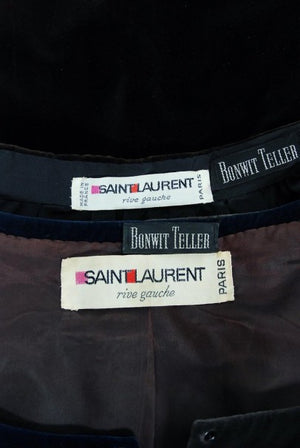 BONWIT TELLER
MADE IN
FRANCE
SAINT LAURENT
rive gauche
PARIS
BONWIT TELLER
SAINT LAURENT
rive gauche
PARIS